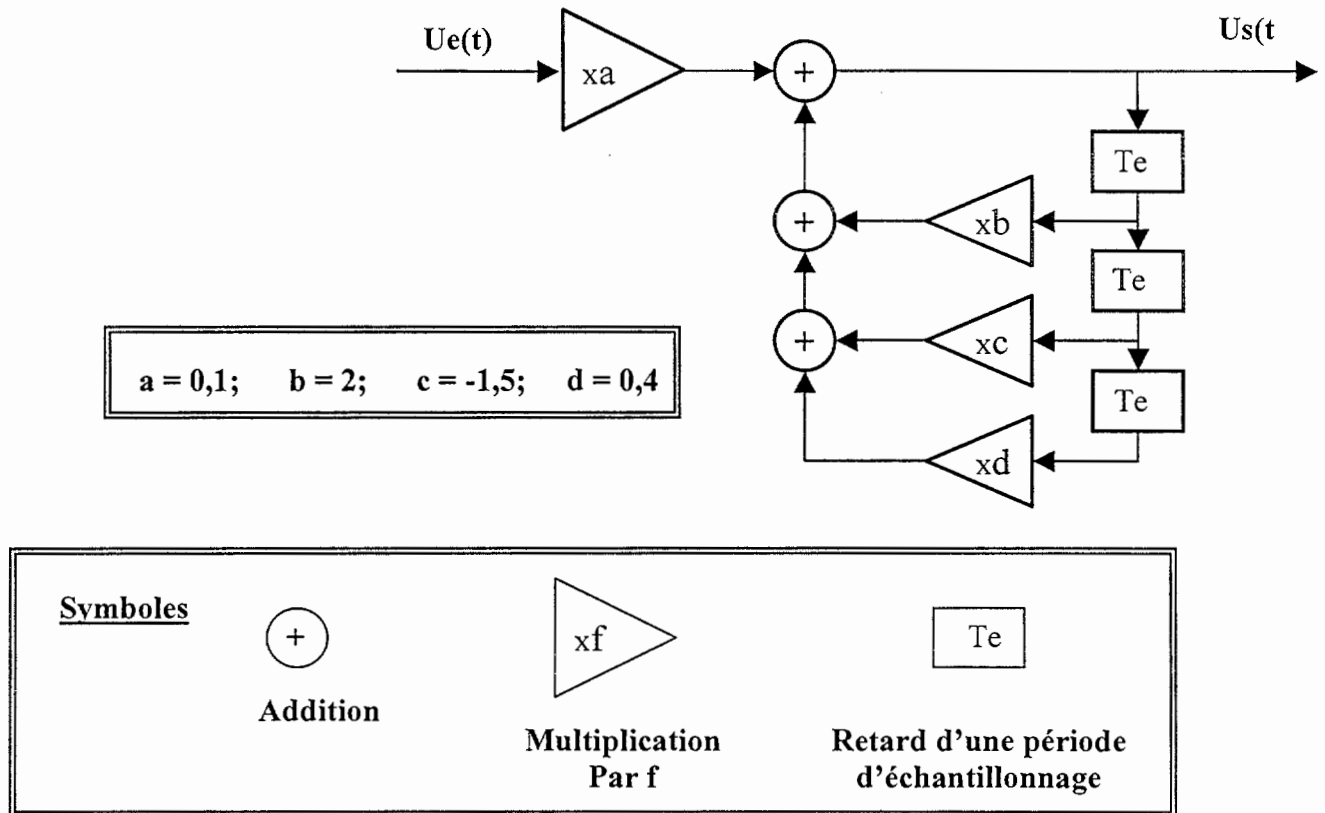 Ue(t)
Us(t
xa
+
Te
+
xb
Te
+
xc
Te
xd
a = 0,1; b = 2; c = -1,5; d = 0,4
Symboles
+
xf
Te
Addition
Multiplication
Par f
Retard d'une période
d'échantillonnage